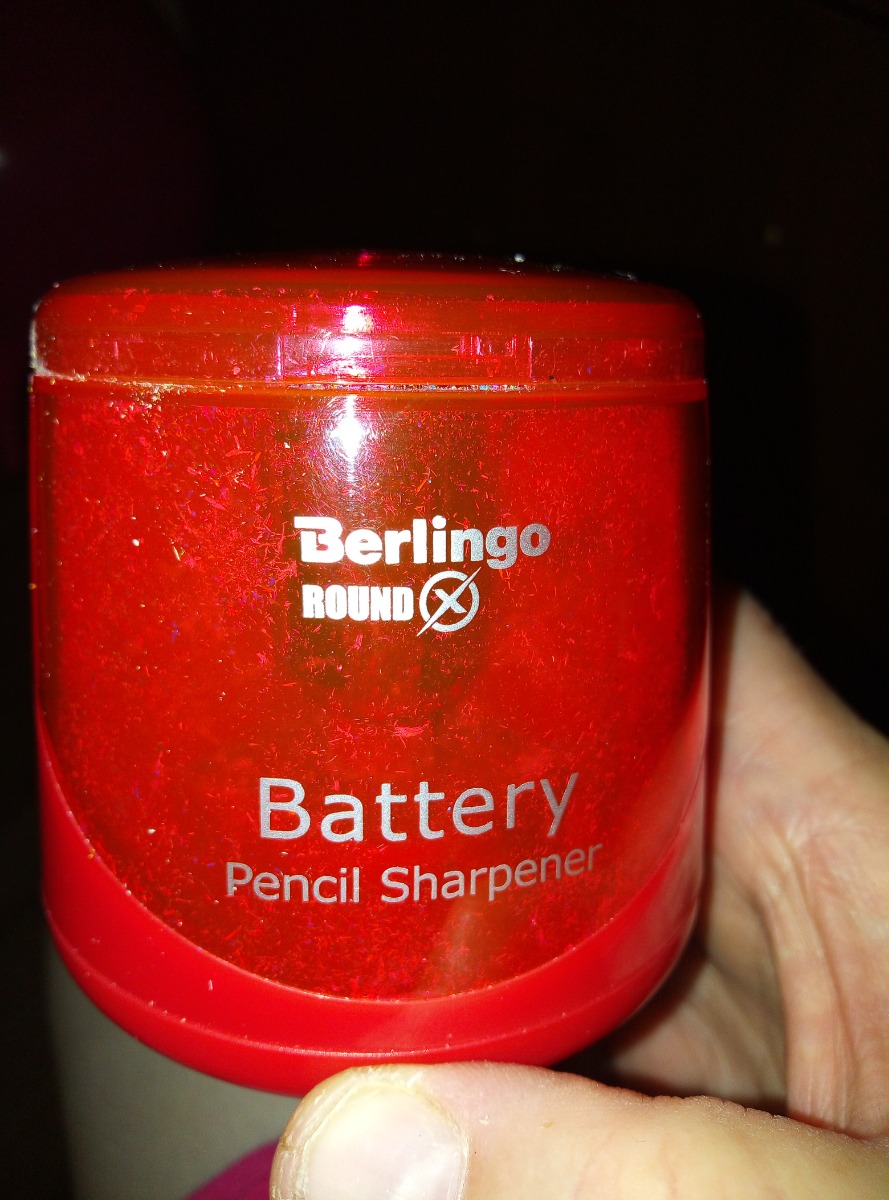 Berlingo
ROUND X
Battery
Pencil Sharpener